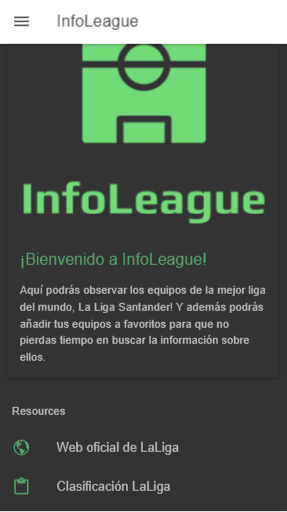 InfoLeague
InfoLeague
¡Bienvenido a InfoLeague!
Aquí podrás observar los equipos de la mejor liga
del mundo, La Liga Santander! Y además podrás
añadir tus equipos a favoritos para que no
pierdas tiempo en buscar la información sobre
ellos.
Resources
Web oficial de LaLiga
Clasificación LaLiga